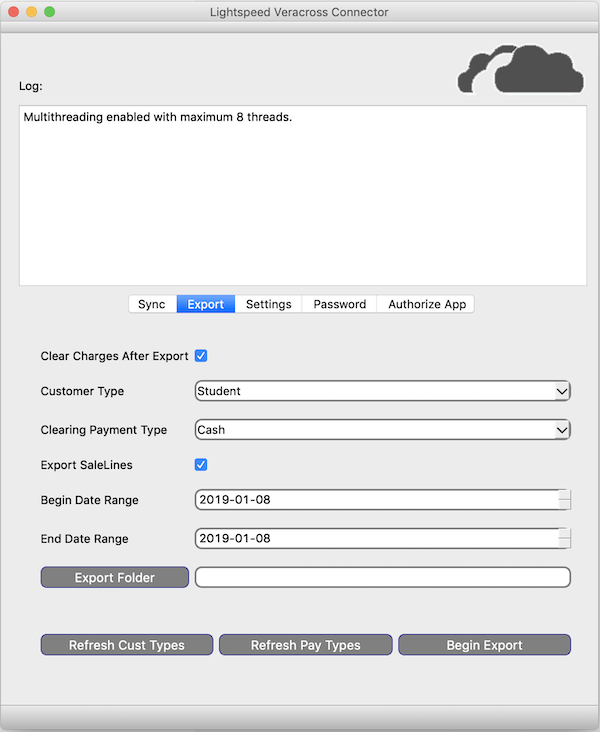 Lightspeed Veracross Connector
Log:
Multithreading enabled with maximum 8 threads.
Sync Export Settings Password Authorize App
Clear Charges After Export
Customer Type Student
Clearing Payment Type Cash
Export SaleLines
Begin Date Range 2019-01-08
End Date Range 2019-01-08
Export Folder
Refresh Cust Types Refresh Pay Types Begin Export